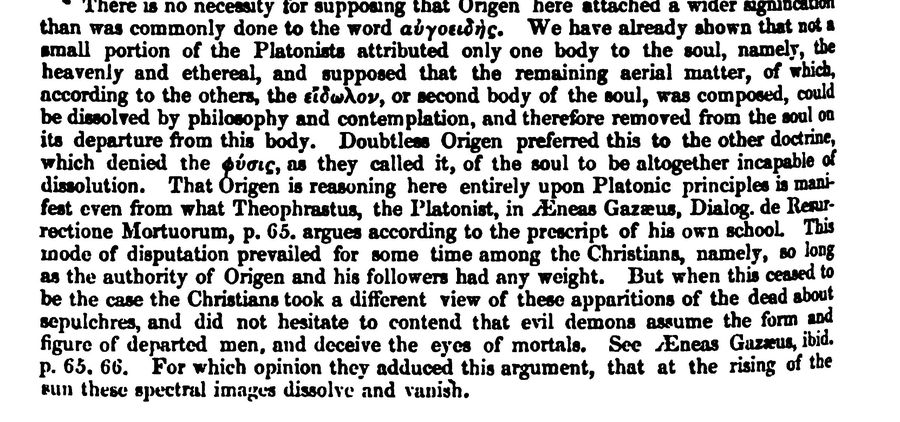 " There is no necessity for supposing that Origen here attached a wider signification
than was commonly done to the word αὐγοειδὴς. We have already shown that not a
small portion of the Platonists attributed only one body to the soul, namely, the
heavenly and ethereal, and supposed that the remaining aerial matter, of which,
according to the others, the εἴδωλον, or second body of the soul, was composed, could
be dissolved by philosophy and contemplation, and therefore removed from the soul on
its departure from this body. Doubtless Origen preferred this to the other doctrine,
which denied the φύσις, as they called it, of the soul to be altogether incapable of
dissolution. That Origen is reasoning here entirely upon Platonic principles is mani-
fest even from what Theophrastus, the Platonist, in Æneas Gazæus, Dialog. de Resur-
rectione Mortuorum, p. 65. argues according to the prescript of his own school. This
mode of disputation prevailed for some time among the Christians, namely, so long
as the authority of Origen and his followers had any weight. But when this ceased to
be the case the Christians took a different view of these apparitions of the dead about
sepulchres, and did not hesitate to contend that evil demons assume the form and
figure of departed men, and deceive the eyes of mortals. See Æneas Gazæus, ibid.
p. 65. 66. For which opinion they adduced this argument, that at the rising of the
sun these spectral images dissolve and vanish.